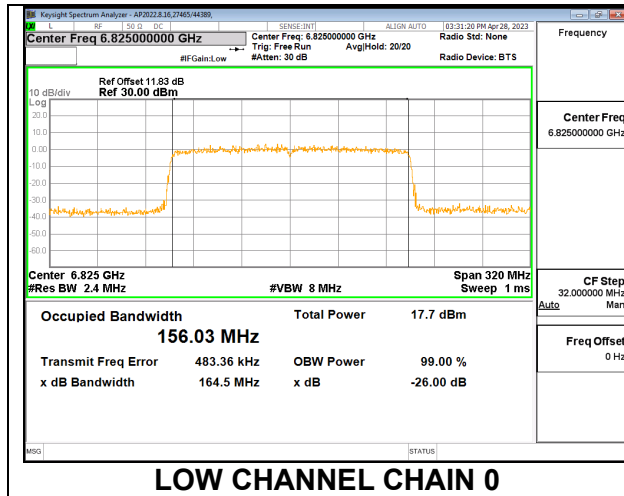 Keysight Spectrum Analyzer - AP2022.8.16,27465/44389,
L RF 50 Ω DC SENSE:INT ALIGN AUTO 03:31:20 PM Apr 28, 2023
Center Freq 6.825000000 GHz
Center Freq: 6.825000000 GHz Radio Std: None
Trig: Free Run Avg|Hold: 20/20
#IFGain:Low #Atten: 30 dB Radio Device: BTS
Frequency
Ref Offset 11.83 dB
10 dB/div Ref 30.00 dBm
Log
20.0
10.0
0.00
-10.0
-20.0
-30.0
-40.0
-50.0
-60.0
Center 6.825 GHz Span 320 MHz
#Res BW 2.4 MHz #VBW 8 MHz Sweep 1 ms
Center Freq
6.825000000 GHz
CF Step
32.000000 MHz
Auto Man
Freq Offset
0 Hz
Occupied Bandwidth Total Power 17.7 dBm
156.03 MHz
Transmit Freq Error 483.36 kHz OBW Power 99.00 %
x dB Bandwidth 164.5 MHz x dB -26.00 dB
MSG STATUS
LOW CHANNEL CHAIN 0